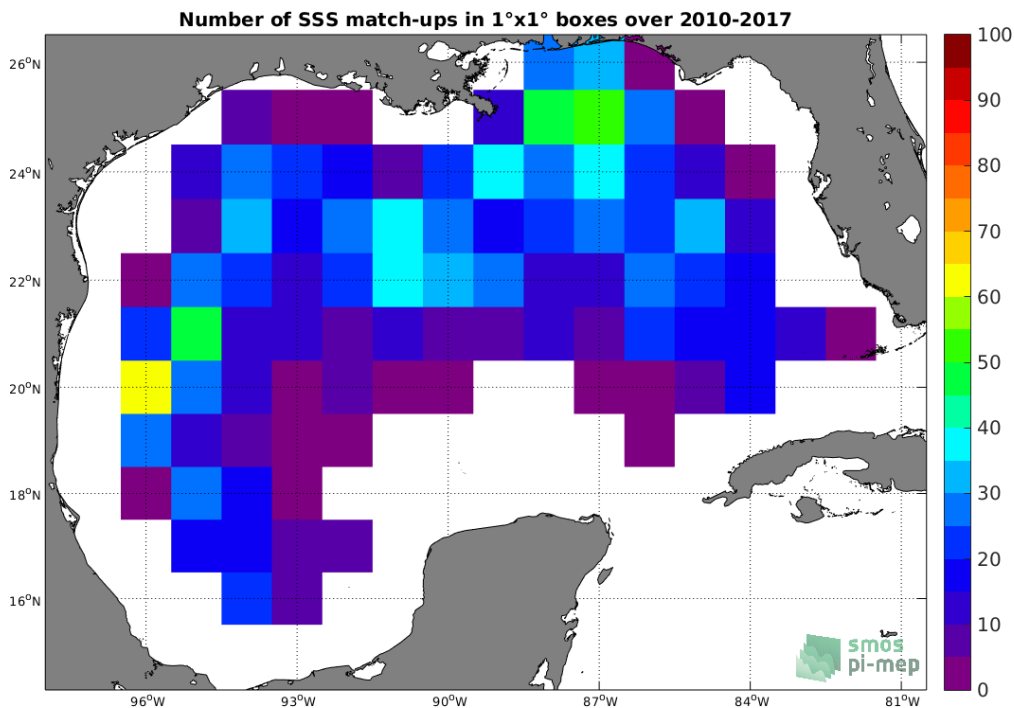 Number of SSS match-ups in 1°x1° boxes over 2010-2017
26°N
24°N
22°N
20°N
18°N
16°N
96°W
93°W
90°W
87°W
84°W
81°W
100
90
80
70
60
50
40
30
20
10
0
smos
pi-mep